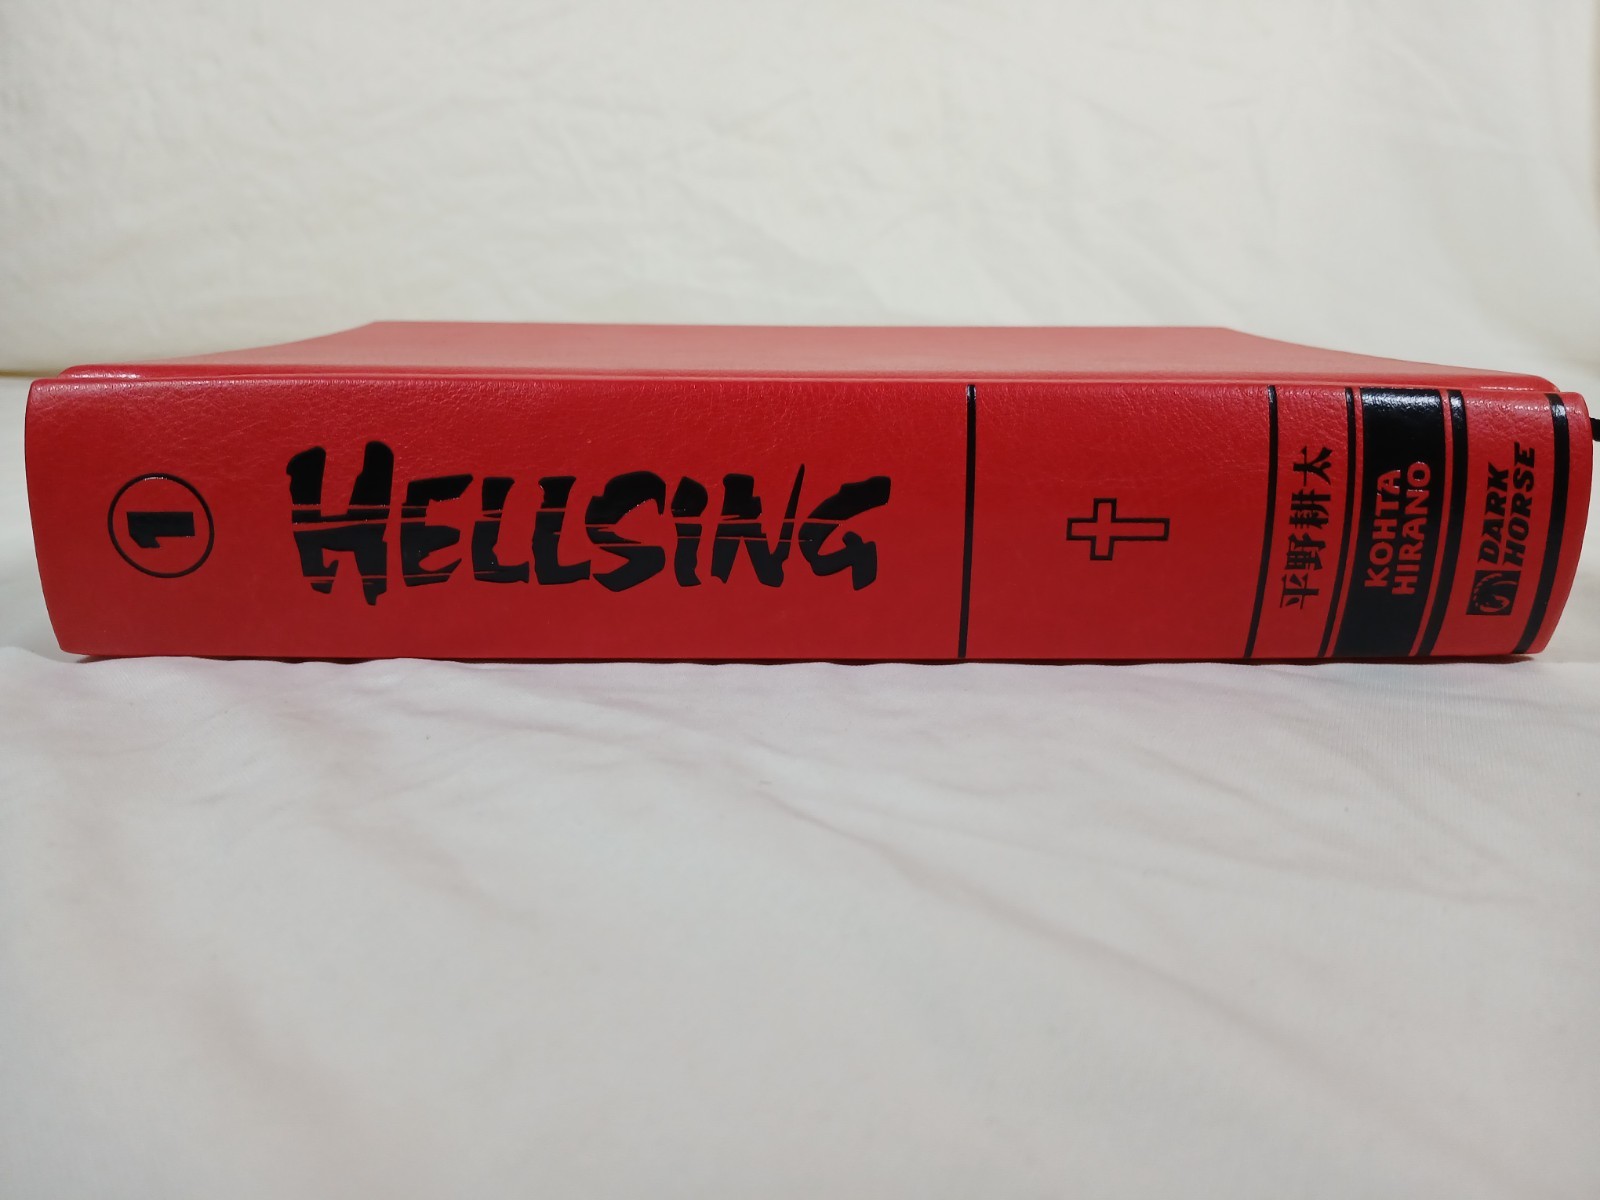 1
HELLSING
平野耕太
KOHTA
HIRANO
DARK
HORSE